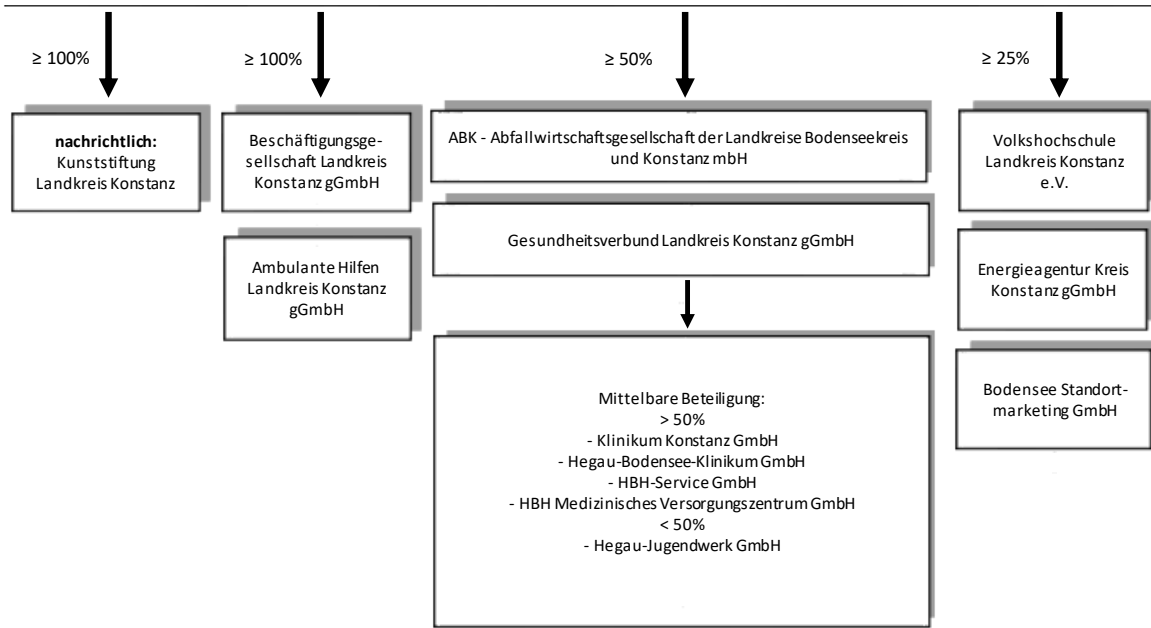 ≥ 100%
≥ 100%
≥ 50%
≥ 25%
nachrichtlich:
Kunststiftung
Landkreis Konstanz
Beschäftigungsge-
sellschaft Landkreis
Konstanz gGmbH
Ambulante Hilfen
Landkreis Konstanz
gGmbH
ABK - Abfallwirtschaftsgesellschaft der Landkreise Bodenseekreis
und Konstanz mbH
Gesundheitsverbund Landkreis Konstanz gGmbH
Mittelbare Beteiligung:
> 50%
- Klinikum Konstanz GmbH
- Hegau-Bodensee-Klinikum GmbH
- HBH-Service GmbH
- HBH Medizinisches Versorgungszentrum GmbH
< 50%
- Hegau-Jugendwerk GmbH
Volkshochschule
Landkreis Konstanz
e.V.
Energieagentur Kreis
Konstanz gGmbH
Bodensee Standort-
marketing GmbH